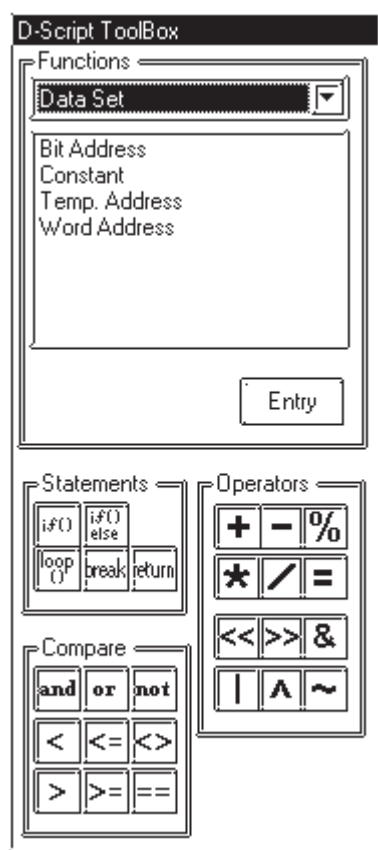 D-Script ToolBox
Functions
Data Set
Bit Address
Constant
Temp. Address
Word Address
Entry
Statements
if() if() else
loop () break return
Compare
and or not
< <= <>
> >= ==
Operators
+ - %
* / =
<< >> &
| ^ ~